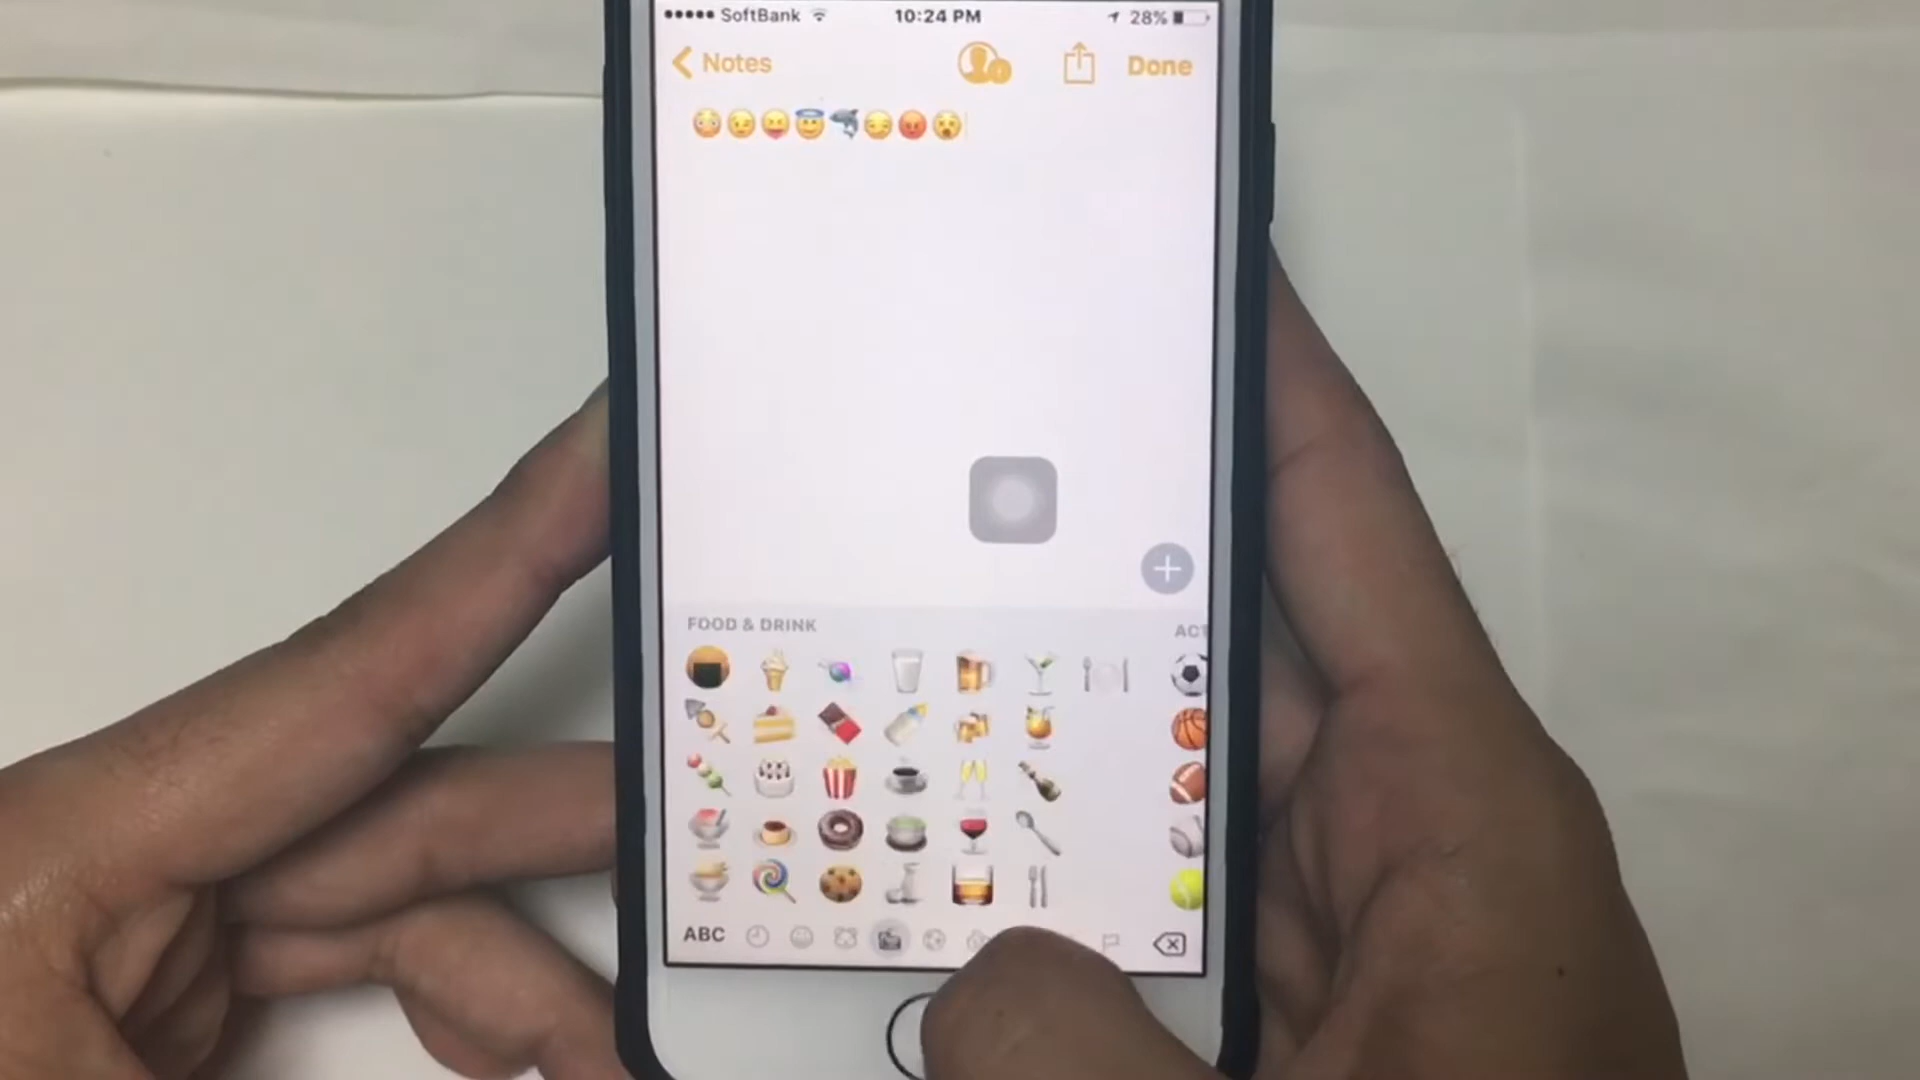 SoftBank 10:24 PM 28%
Notes Done
😳😉😝😇🐬😏😡😵
FOOD & DRINK ACT
ABC